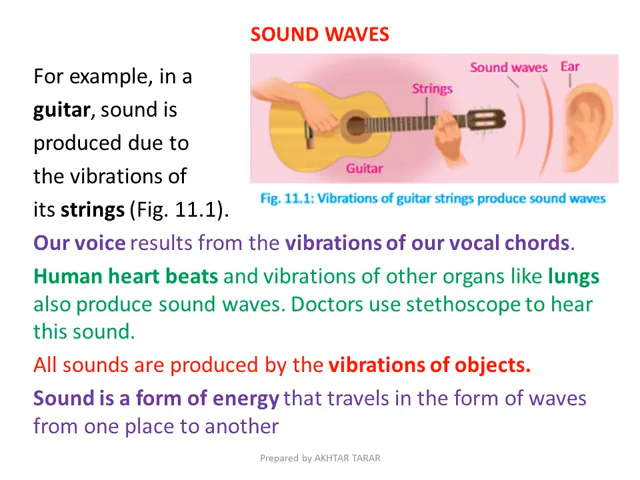 SOUND WAVES
For example, in a
guitar, sound is
produced due to
the vibrations of
its strings (Fig. 11.1).
Sound waves
Ear
Strings
Guitar
Fig. 11.1: Vibrations of guitar strings produce sound waves
Our voice results from the vibrations of our vocal chords.
Human heart beats and vibrations of other organs like lungs
also produce sound waves. Doctors use stethoscope to hear
this sound.
All sounds are produced by the vibrations of objects.
Sound is a form of energy that travels in the form of waves
from one place to another
Prepared by AKHTAR TARAR